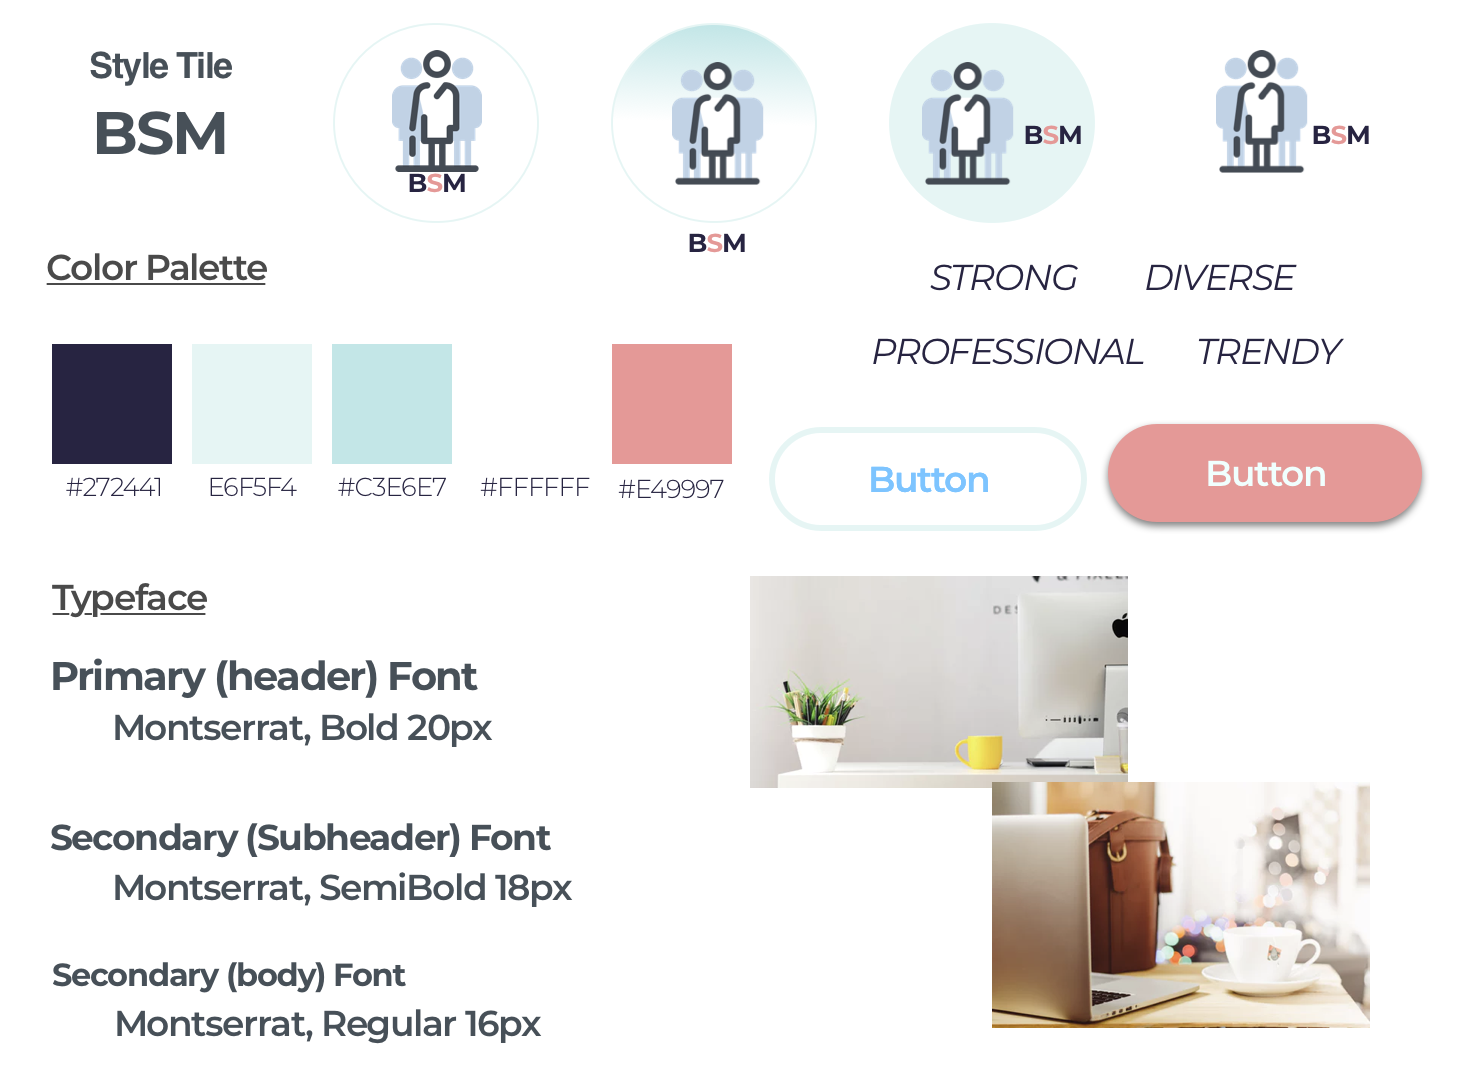 Style Tile
BSM
BSM
BSM
BSM
BSM
Color Palette
STRONG DIVERSE
PROFESSIONAL TRENDY
#272441 E6F5F4 #C3E6E7 #FFFFFF #E49997
Button Button
Typeface
Primary (header) Font
Montserrat, Bold 20px
Secondary (Subheader) Font
Montserrat, SemiBold 18px
Secondary (body) Font
Montserrat, Regular 16px